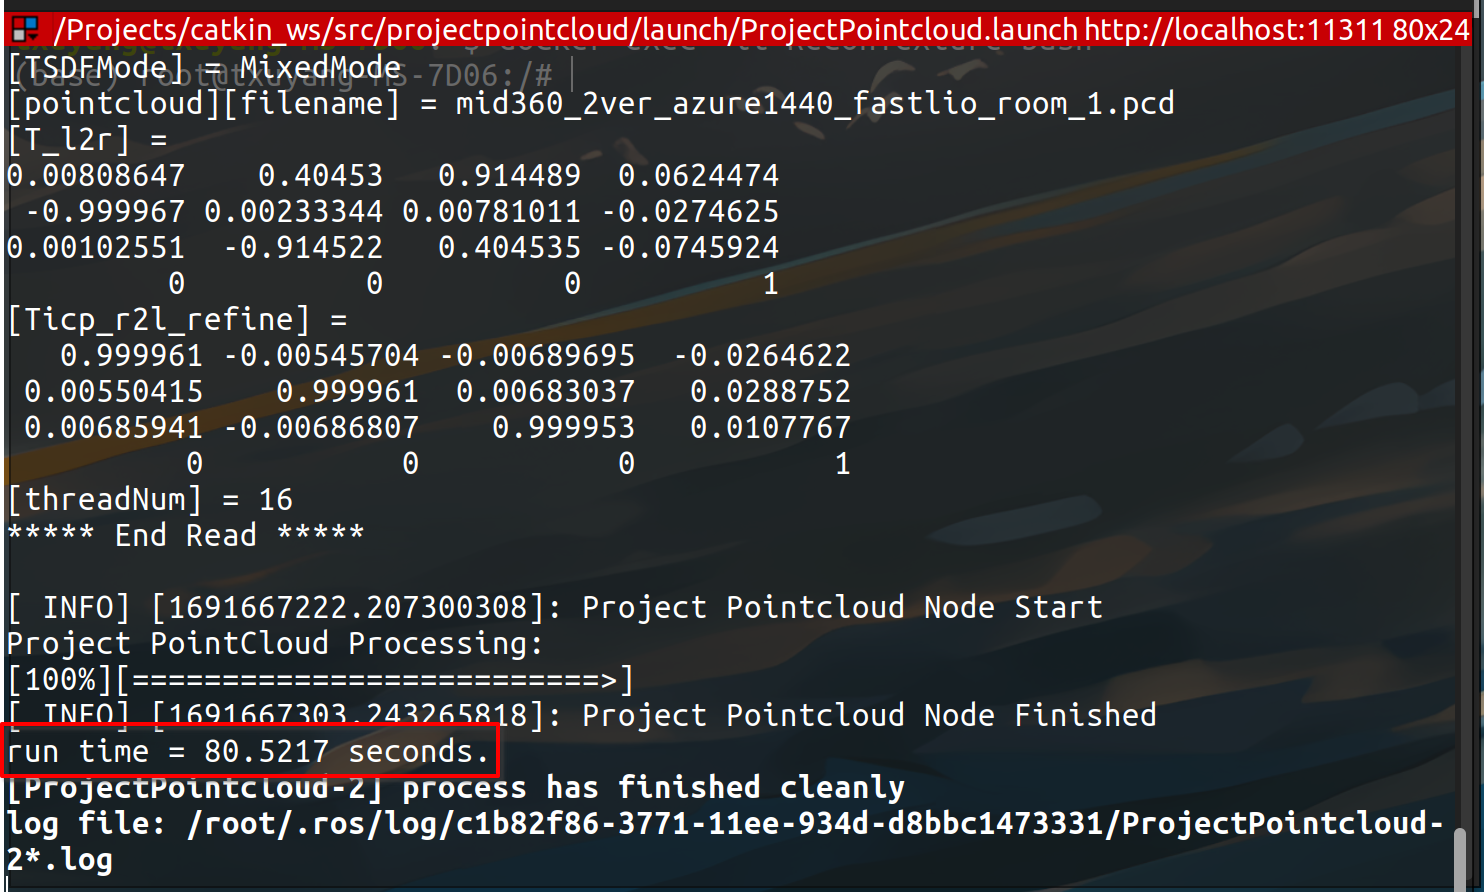 /Projects/catkin_ws/src/projectpointcloud/launch/ProjectPointcloud.launch http://localhost:11311 80x24
[TSDFMode] = MixedMode
(base) root@txuyang-MS-7D06:/#
[pointcloud][filename] = mid360_2ver_azure1440_fastlio_room_1.pcd
[T_l2r] =
0.00808647 0.40453 0.914489 0.0624474
-0.999967 0.00233344 0.00781011 -0.0274625
0.00102551 -0.914522 0.404535 -0.0745924
0 0 0 1
[Ticp_r2l_refine] =
0.999961 -0.00545704 -0.00689695 -0.0264622
0.00550415 0.999961 0.00683037 0.0288752
0.00685941 -0.00686807 0.999953 0.0107767
0 0 0 1
[threadNum] = 16
***** End Read *****
[ INFO] [1691667222.207300308]: Project Pointcloud Node Start
Project PointCloud Processing:
[100%][==========================>]
[ INFO] [1691667303.243265818]: Project Pointcloud Node Finished
run time = 80.5217 seconds.
[ProjectPointcloud-2] process has finished cleanly
log file: /root/.ros/log/c1b82f86-3771-11ee-934d-d8bbc1473331/ProjectPointcloud-
2*.log